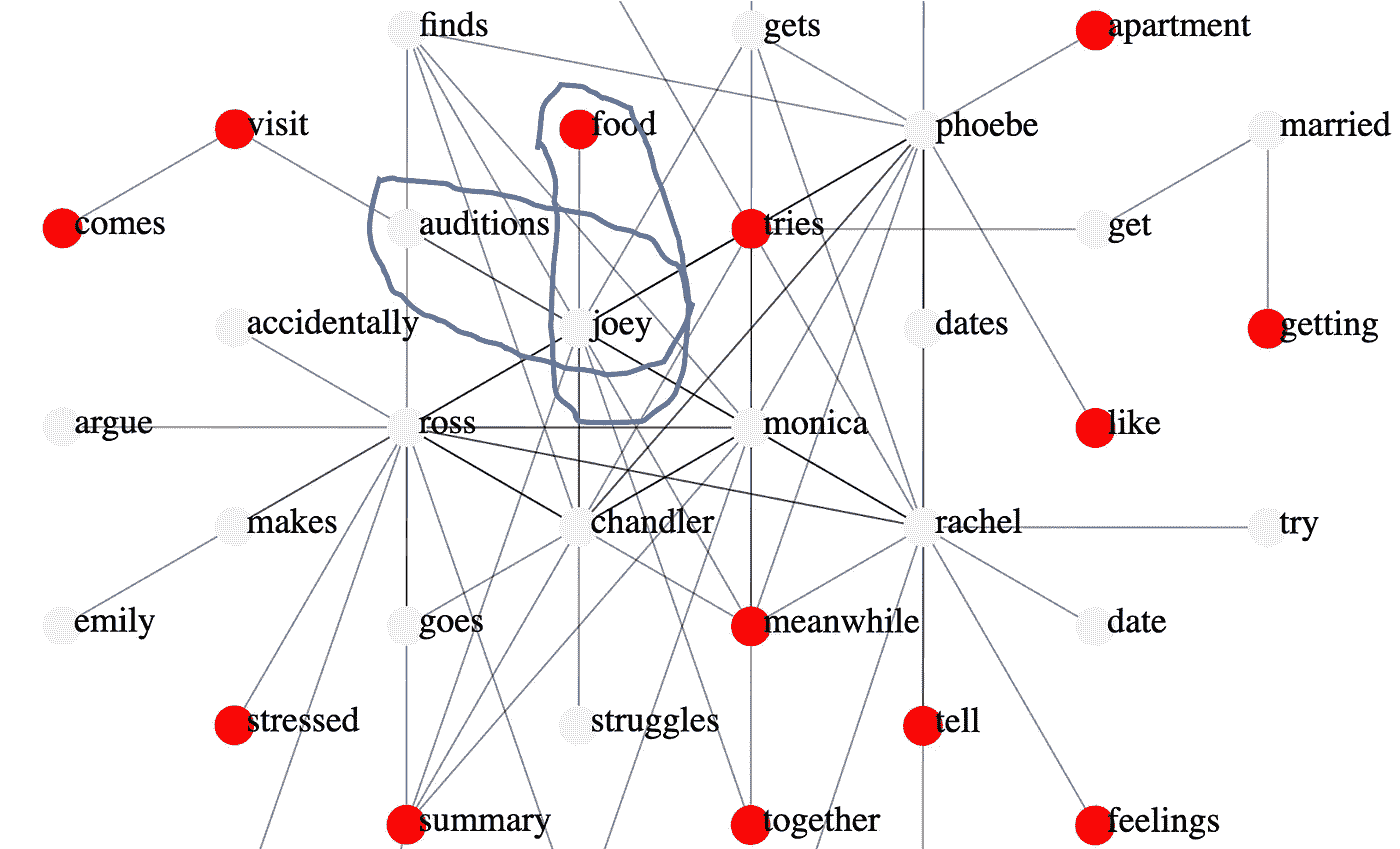 finds gets apartment
visit food phoebe married
comes auditions tries get
accidentally joey dates getting
argue ross monica like
makes chandler rachel try
emily goes meanwhile date
stressed struggles tell
summary together feelings